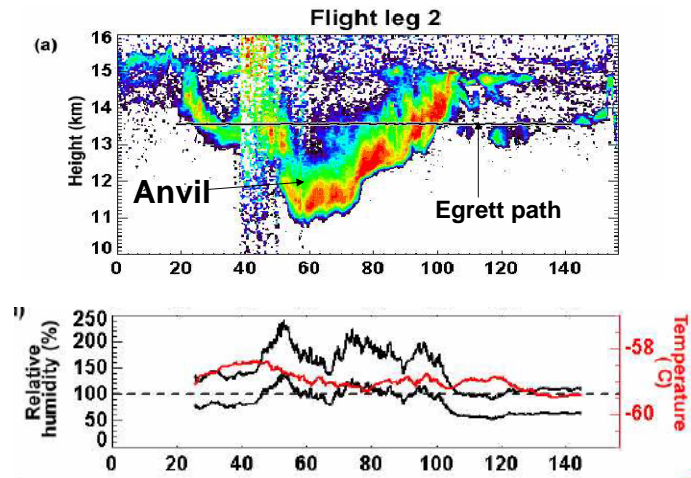 Flight leg 2
(a)
Height (km)
16
15
14
13
12
11
10
Anvil
Egrett path
0 20 40 60 80 100 120 140
Relative
humidity (%)
250
200
150
100
50
0
Temperature
( C)
-58
-60
0 20 40 60 80 100 120 140